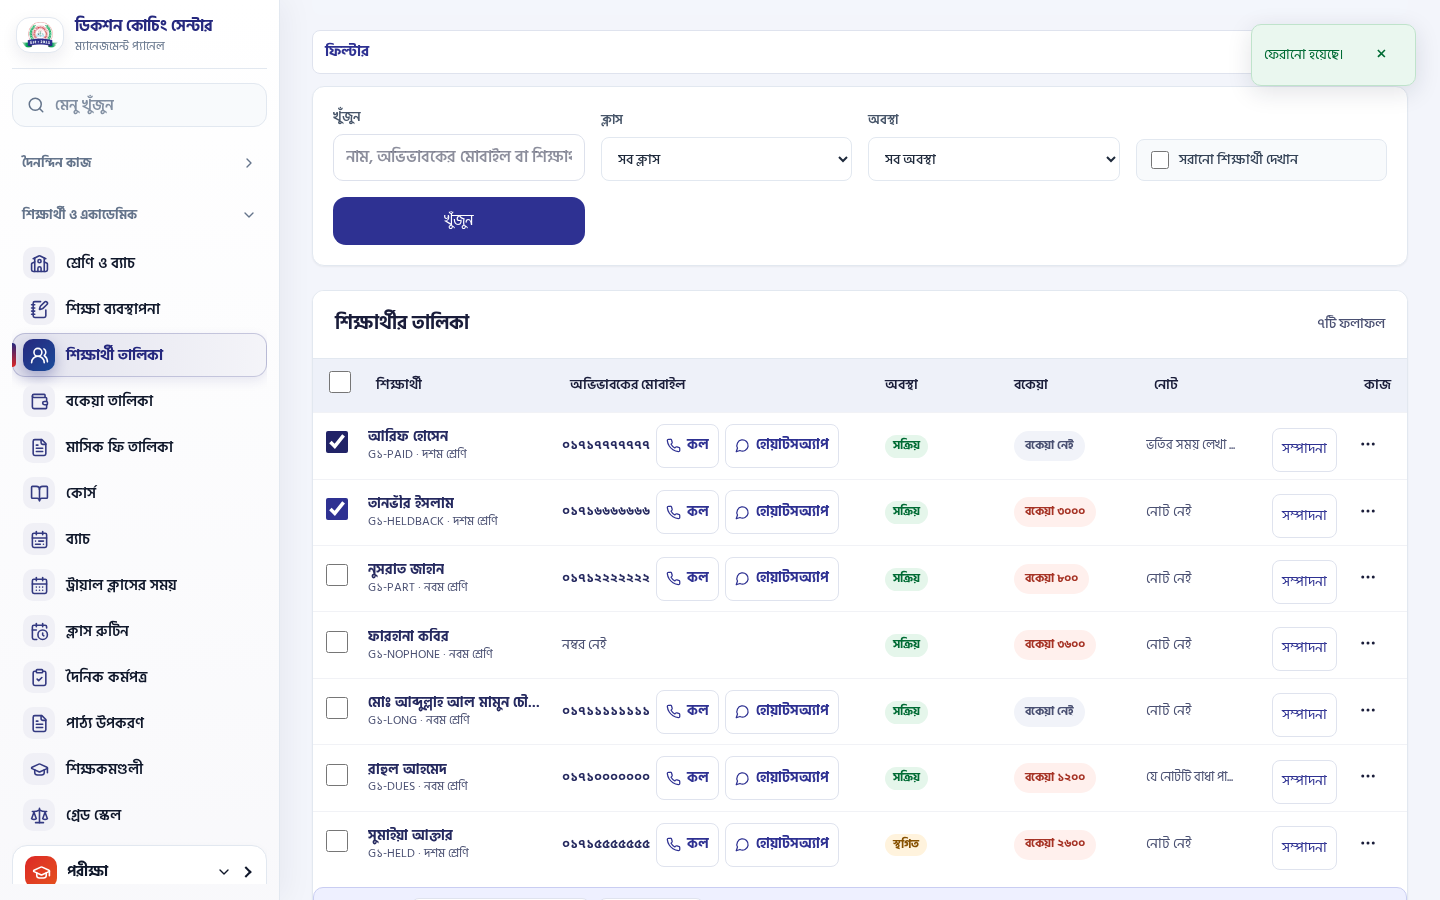 ডিকশন কোচিং সেন্টার
ম্যানেজমেন্ট প্যানেল
মেনু খুঁজুন
দৈনন্দিন কাজ
শিক্ষার্থী ও একাডেমিক
শ্রেণি ও ব্যাচ
শিক্ষা ব্যবস্থাপনা
শিক্ষার্থী তালিকা
বকেয়া তালিকা
মাসিক ফি তালিকা
কোর্স
ব্যাচ
ট্রায়াল ক্লাসের সময়
ক্লাস রুটিন
দৈনিক কর্মপত্র
পাঠ্য উপকরণ
শিক্ষকমণ্ডলী
গ্রেড স্কেল
পরীক্ষা
ফিল্টার
ফেরানো হয়েছে।
খুঁজুন ক্লাস অবস্থা
নাম, অভিভাবকের মোবাইল বা সব ক্লাস সব অবস্থা সরানো শিক্ষার্থী দেখান
খুঁজুন
শিক্ষার্থীর তালিকা ৭টি ফলাফল
শিক্ষার্থী অভিভাবকের মোবাইল অবস্থা বকেয়া নোট কাজ
আরিফ হোসেন ০১৭১৭৭৭৭৭৭৭ কল হোয়াটসঅ্যাপ সক্রিয় বকেয়া নেই ভর্তির সময় লেখা ... সম্পাদনা ...
G১-PAID · দশম শ্রেণি
তানভীর ইসলাম ০১৭১৬৬৬৬৬৬৬ কল হোয়াটসঅ্যাপ সক্রিয় বকেয়া ৩০০০ নোট নেই সম্পাদনা ...
G১-HELDBACK · দশম শ্রেণি
নুসরাত জাহান ০১৭১২২২২২২২ কল হোয়াটসঅ্যাপ সক্রিয় বকেয়া ৮০০ নোট নেই সম্পাদনা ...
G১-PART · নবম শ্রেণি
ফারহানা কবির নম্বর নেই সক্রিয় বকেয়া ৩৬০০ নোট নেই সম্পাদনা ...
G১-NOPHONE · নবম শ্রেণি
মোঃ আব্দুল্লাহ আল মামুন চৌ... ০১৭১১১১১১১১ কল হোয়াটসঅ্যাপ সক্রিয় বকেয়া নেই নোট নেই সম্পাদনা ...
G১-LONG · নবম শ্রেণি
রাহুল আহমেদ ০১৭১০০০০০০০ কল হোয়াটসঅ্যাপ সক্রিয় বকেয়া ১২০০ যে নোটটি বাধা পা... সম্পাদনা ...
G১-DUES · নবম শ্রেণি
সুমাইয়া আক্তার ০১৭১৫৫৫৫৫৫৫ কল হোয়াটসঅ্যাপ স্থগিত বকেয়া ২৬০০ নোট নেই সম্পাদনা ...
G১-HELD · দশম শ্রেণি